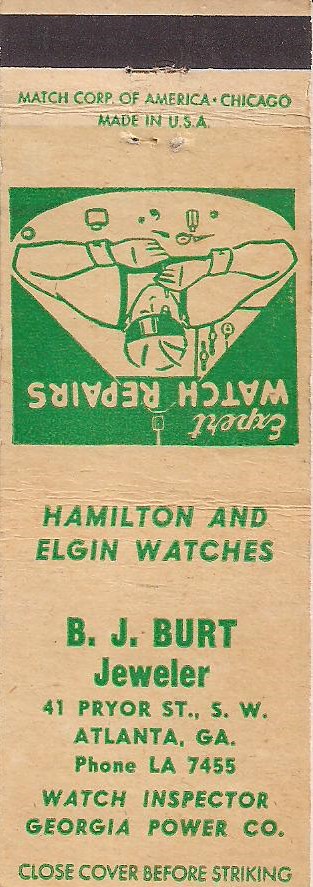 MATCH CORP. OF AMERICA • CHICAGO
MADE IN U.S.A.
Expert
WATCH REPAIRS
HAMILTON AND
ELGIN WATCHES
B. J. BURT
Jeweler
41 PRYOR ST., S. W.
ATLANTA, GA.
Phone LA 7455
WATCH INSPECTOR
GEORGIA POWER CO.
CLOSE COVER BEFORE STRIKING